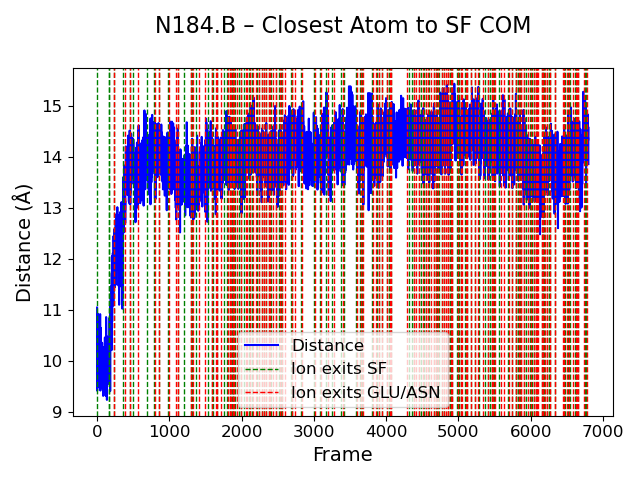 N184.B – Closest Atom to SF COM
Distance (Å)
15
14
13
12
11
10
9
Distance
Ion exits SF
Ion exits GLU/ASN
0 1000 2000 3000 4000 5000 6000 7000
Frame